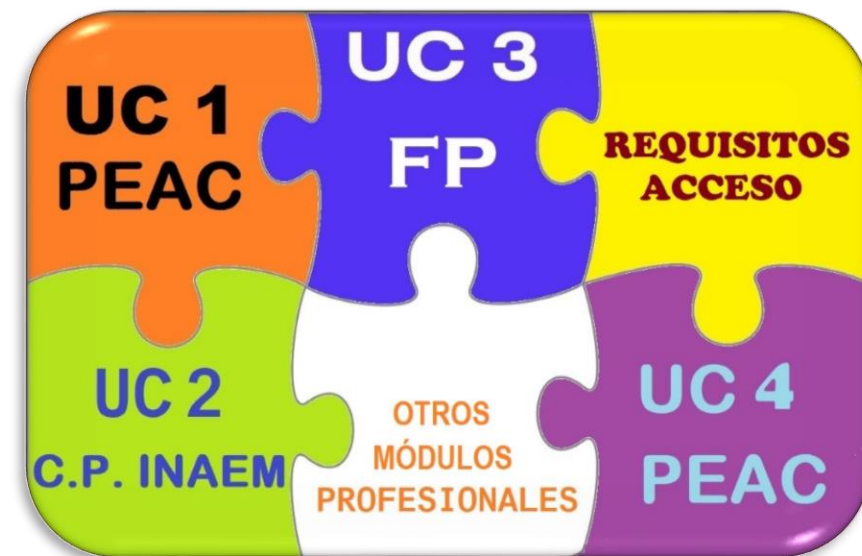 UC 1
PEAC
UC 3
FP
REQUISITOS
ACCESO
UC 2
C.P. INAEM
OTROS
MÓDULOS
PROFESIONALES
UC 4
PEAC